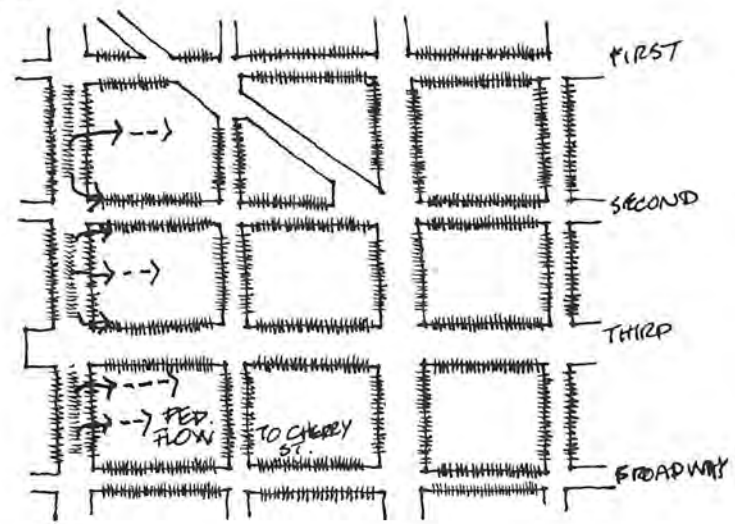 FIRST
SECOND
THIRD
PED.
FLOW
TO CHERRY
ST.
BROADWAY